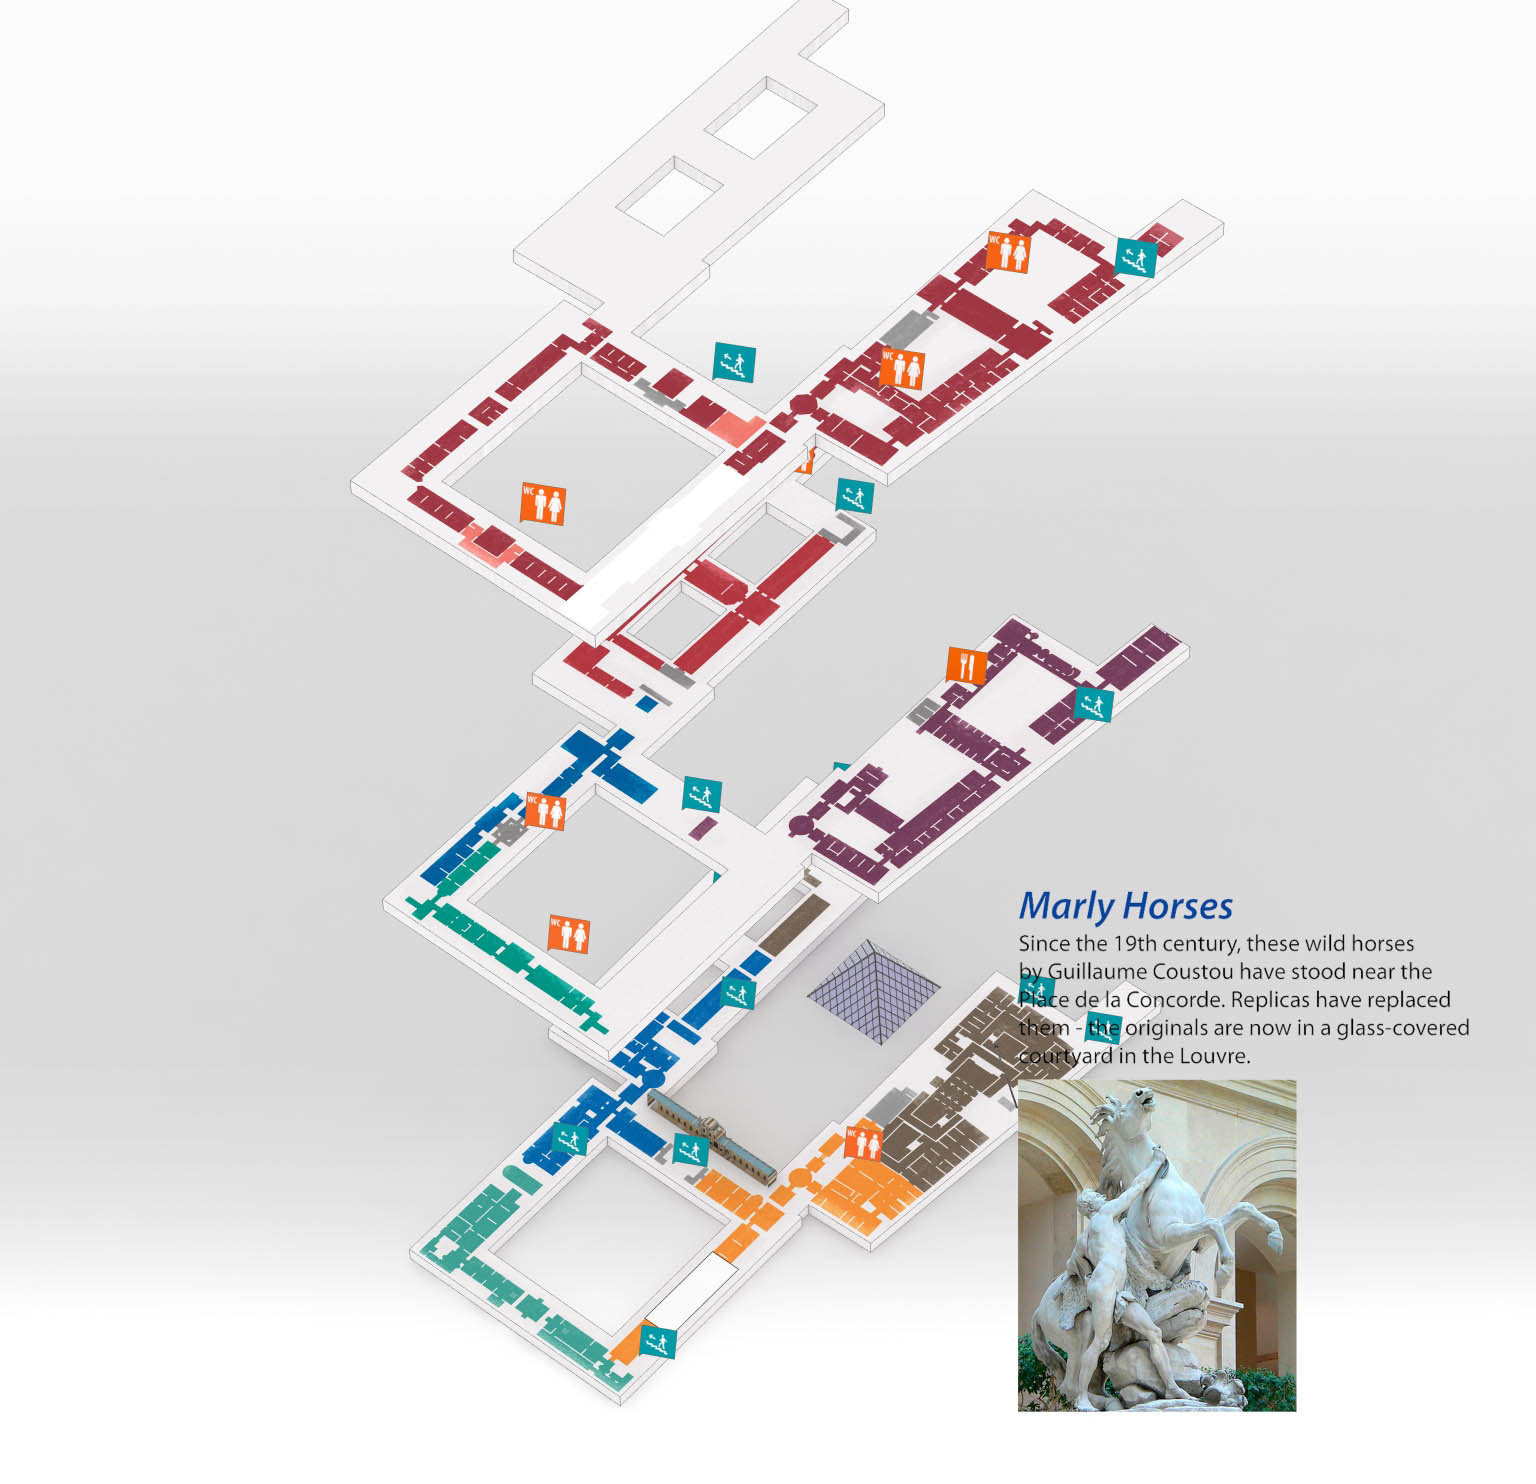 WC
WC
WC
WC
WC
Marly Horses
Since the 19th century, these wild horses
by Guillaume Coustou have stood near the
Place de la Concorde. Replicas have replaced
them - the originals are now in a glass-covered
courtyard in the Louvre.
WC